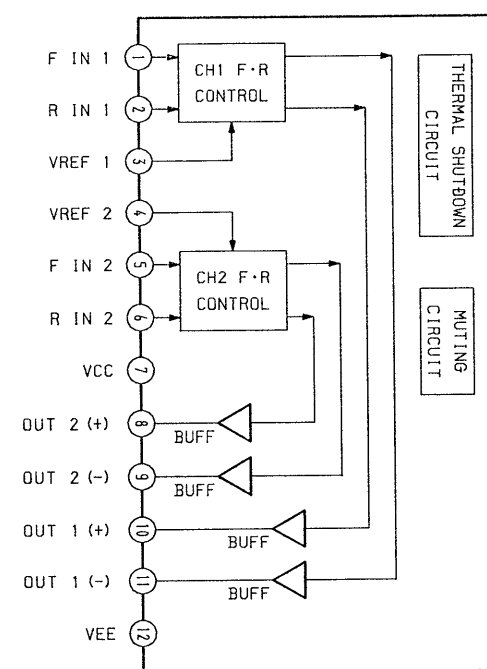 F IN 1
1
R IN 1
2
VREF 1
3
VREF 2
4
F IN 2
5
R IN 2
6
VCC
7
OUT 2 (+)
8
OUT 2 (-)
9
OUT 1 (+)
10
OUT 1 (-)
11
VEE
12
CH1 F·R
CONTROL
CH2 F·R
CONTROL
BUFF
BUFF
BUFF
BUFF
THERMAL SHUTDOWN
CIRCUIT
MUTING
CIRCUIT